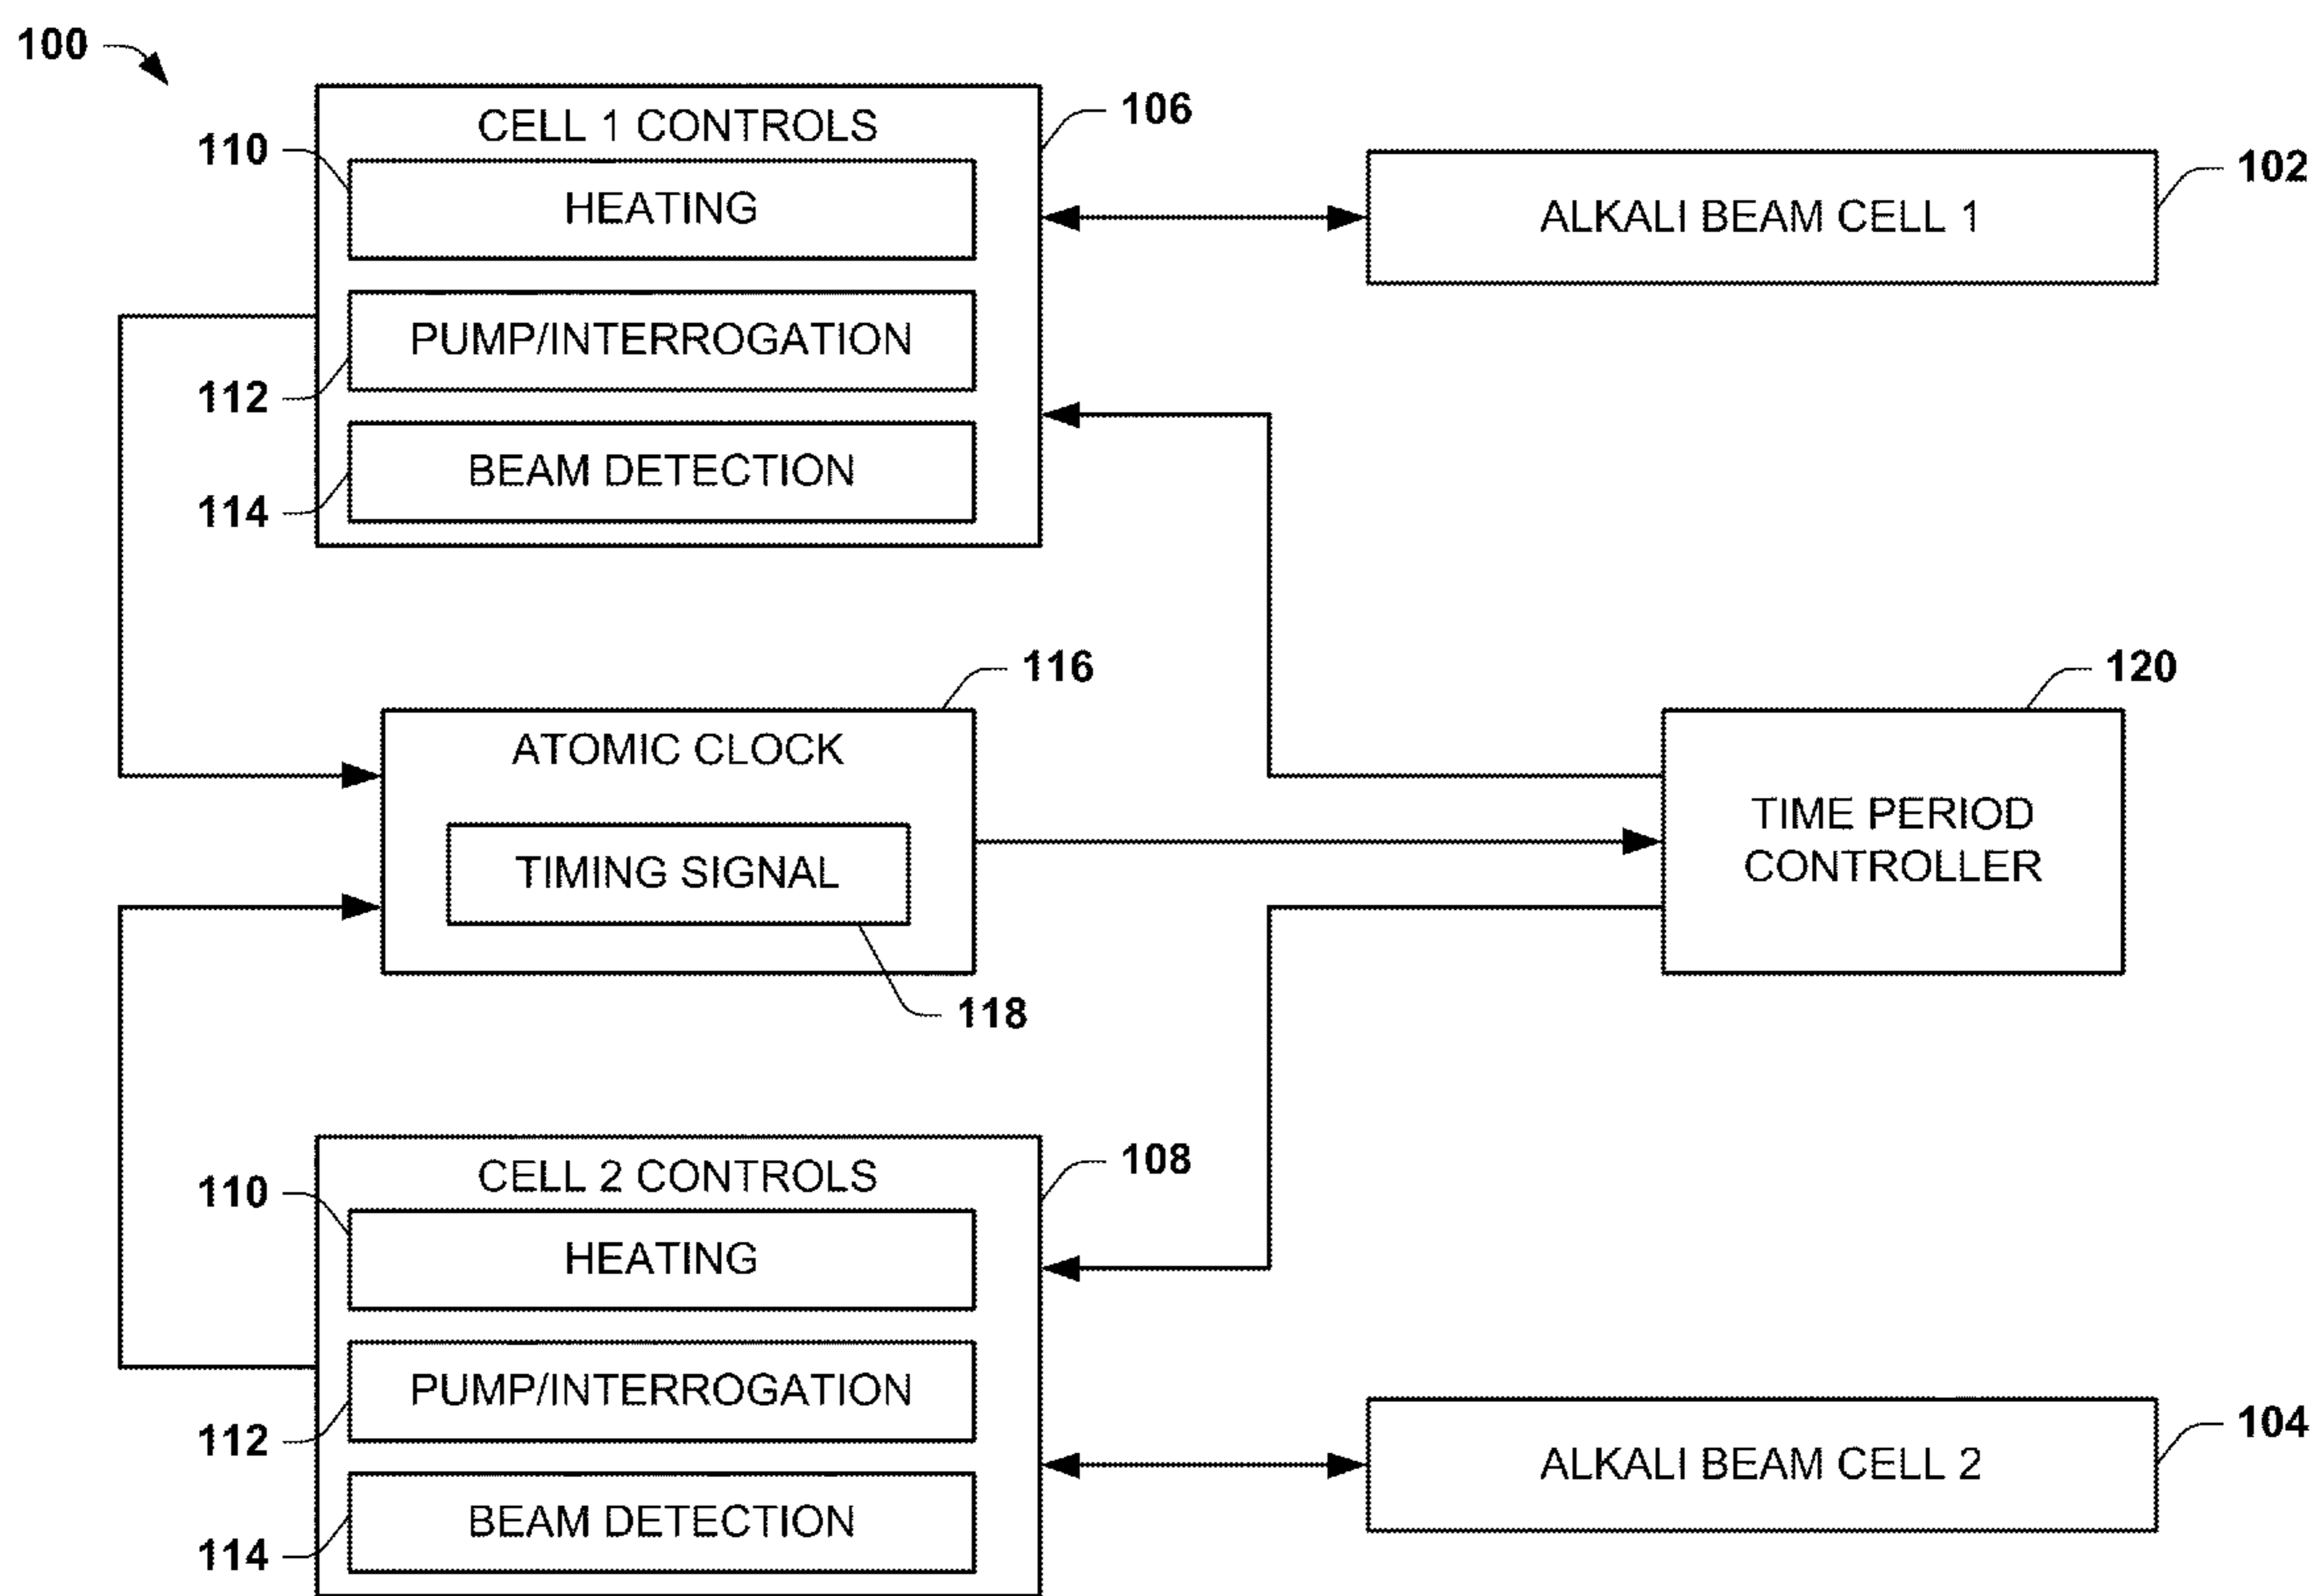 100
CELL 1 CONTROLS
106
110
HEATING
102
ALKALI BEAM CELL 1
PUMP/INTERROGATION
112
BEAM DETECTION
114
116
120
ATOMIC CLOCK
TIME PERIOD
CONTROLLER
TIMING SIGNAL
118
CELL 2 CONTROLS
108
110
HEATING
PUMP/INTERROGATION
112
104
ALKALI BEAM CELL 2
BEAM DETECTION
114